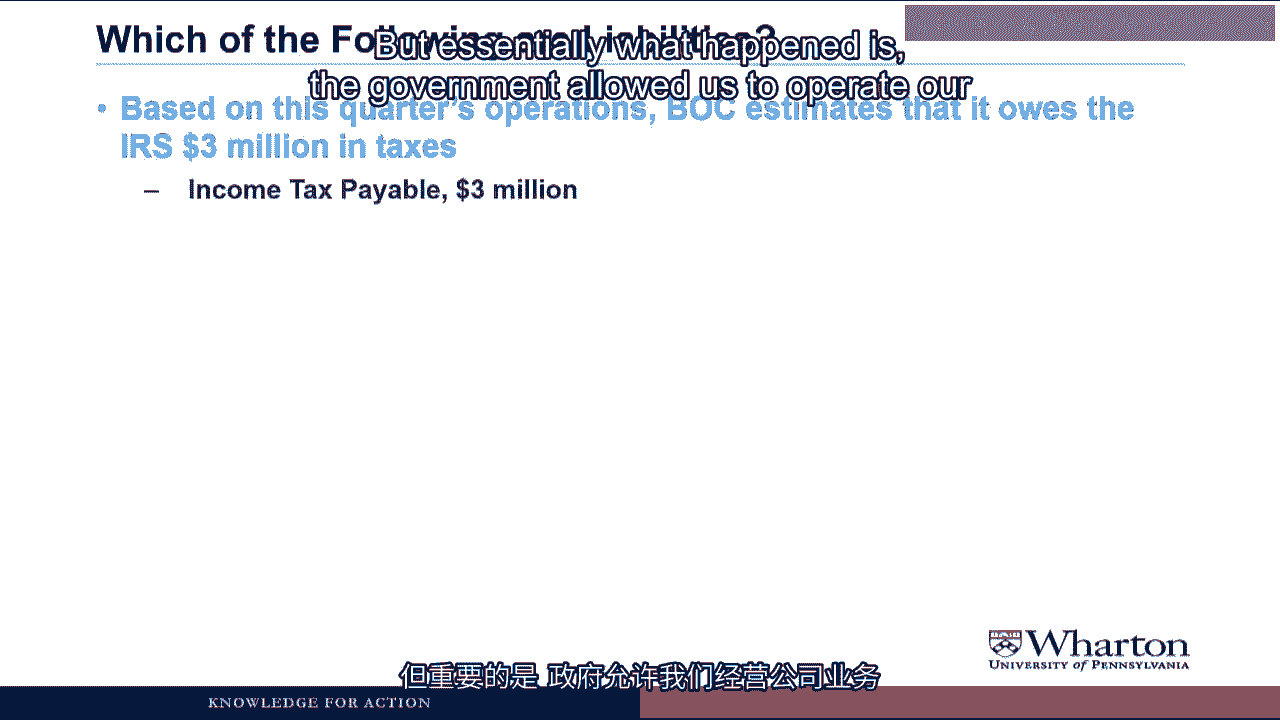 Which of the Following are Liabilities?
But essentially what happened is,
the government allowed us to operate our
• Based on this quarter's operations, BOC estimates that it owes the
IRS $3 million in taxes
– Income Tax Payable, $3 million
Wharton
UNIVERSITY of PENNSYLVANIA
但重要的是 政府允许我们经营公司业务
KNOWLEDGE FOR ACTION